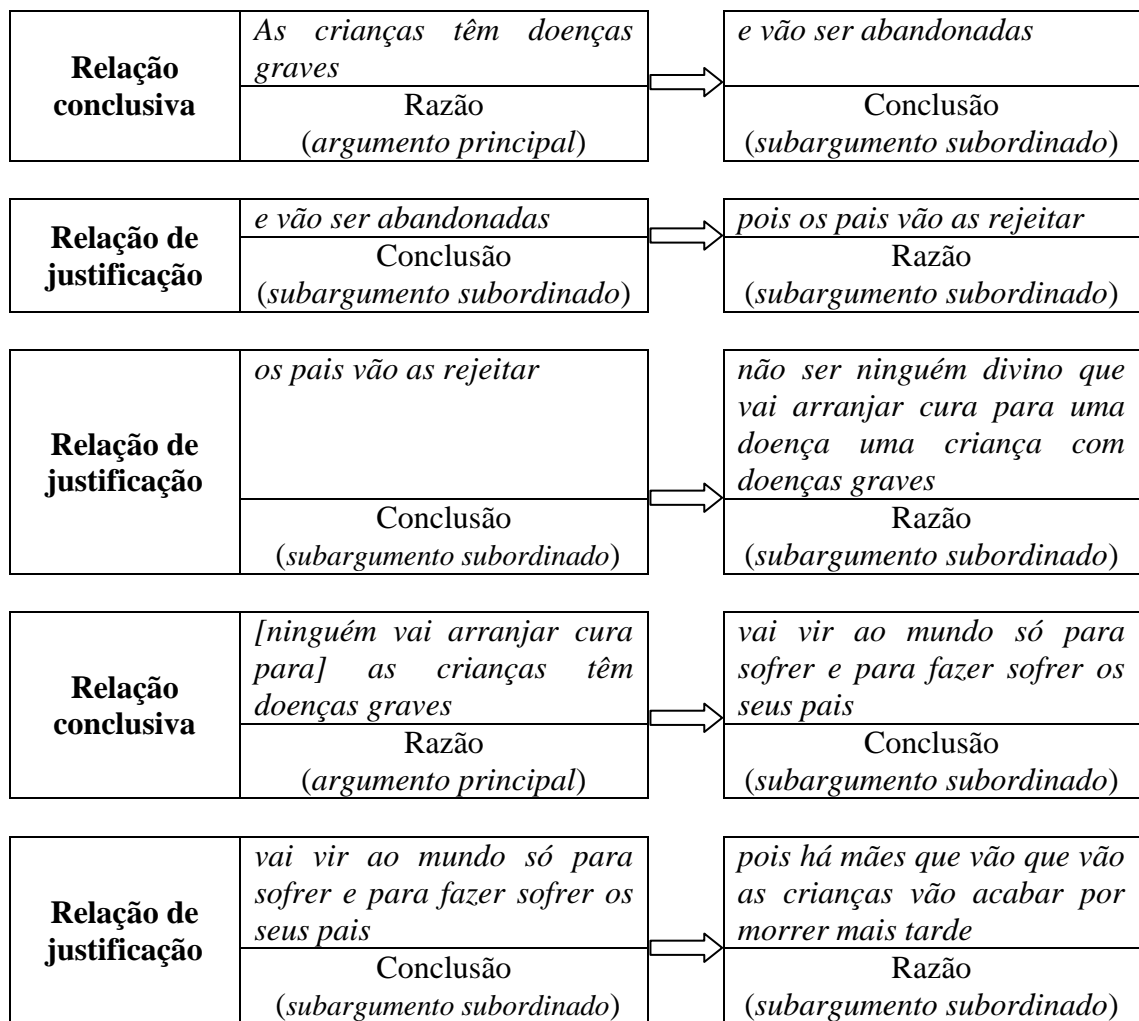 Relação
conclusiva
As crianças têm doenças
graves
Razão
(argumento principal)
e vão ser abandonadas
Conclusão
(subargumento subordinado)
Relação de
justificação
e vão ser abandonadas
Conclusão
(subargumento subordinado)
pois os pais vão as rejeitar
Razão
(subargumento subordinado)
Relação de
justificação
os pais vão as rejeitar
Conclusão
(subargumento subordinado)
não ser ninguém divino que
vai arranjar cura para uma
doença uma criança com
doenças graves
Razão
(subargumento subordinado)
Relação
conclusiva
[ninguém vai arranjar cura
para] as crianças têm
doenças graves
Razão
(argumento principal)
vai vir ao mundo só para
sofrer e para fazer sofrer os
seus pais
Conclusão
(subargumento subordinado)
Relação de
justificação
vai vir ao mundo só para
sofrer e para fazer sofrer os
seus pais
Conclusão
(subargumento subordinado)
pois há mães que vão que vão
as crianças vão acabar por
morrer mais tarde
Razão
(subargumento subordinado)